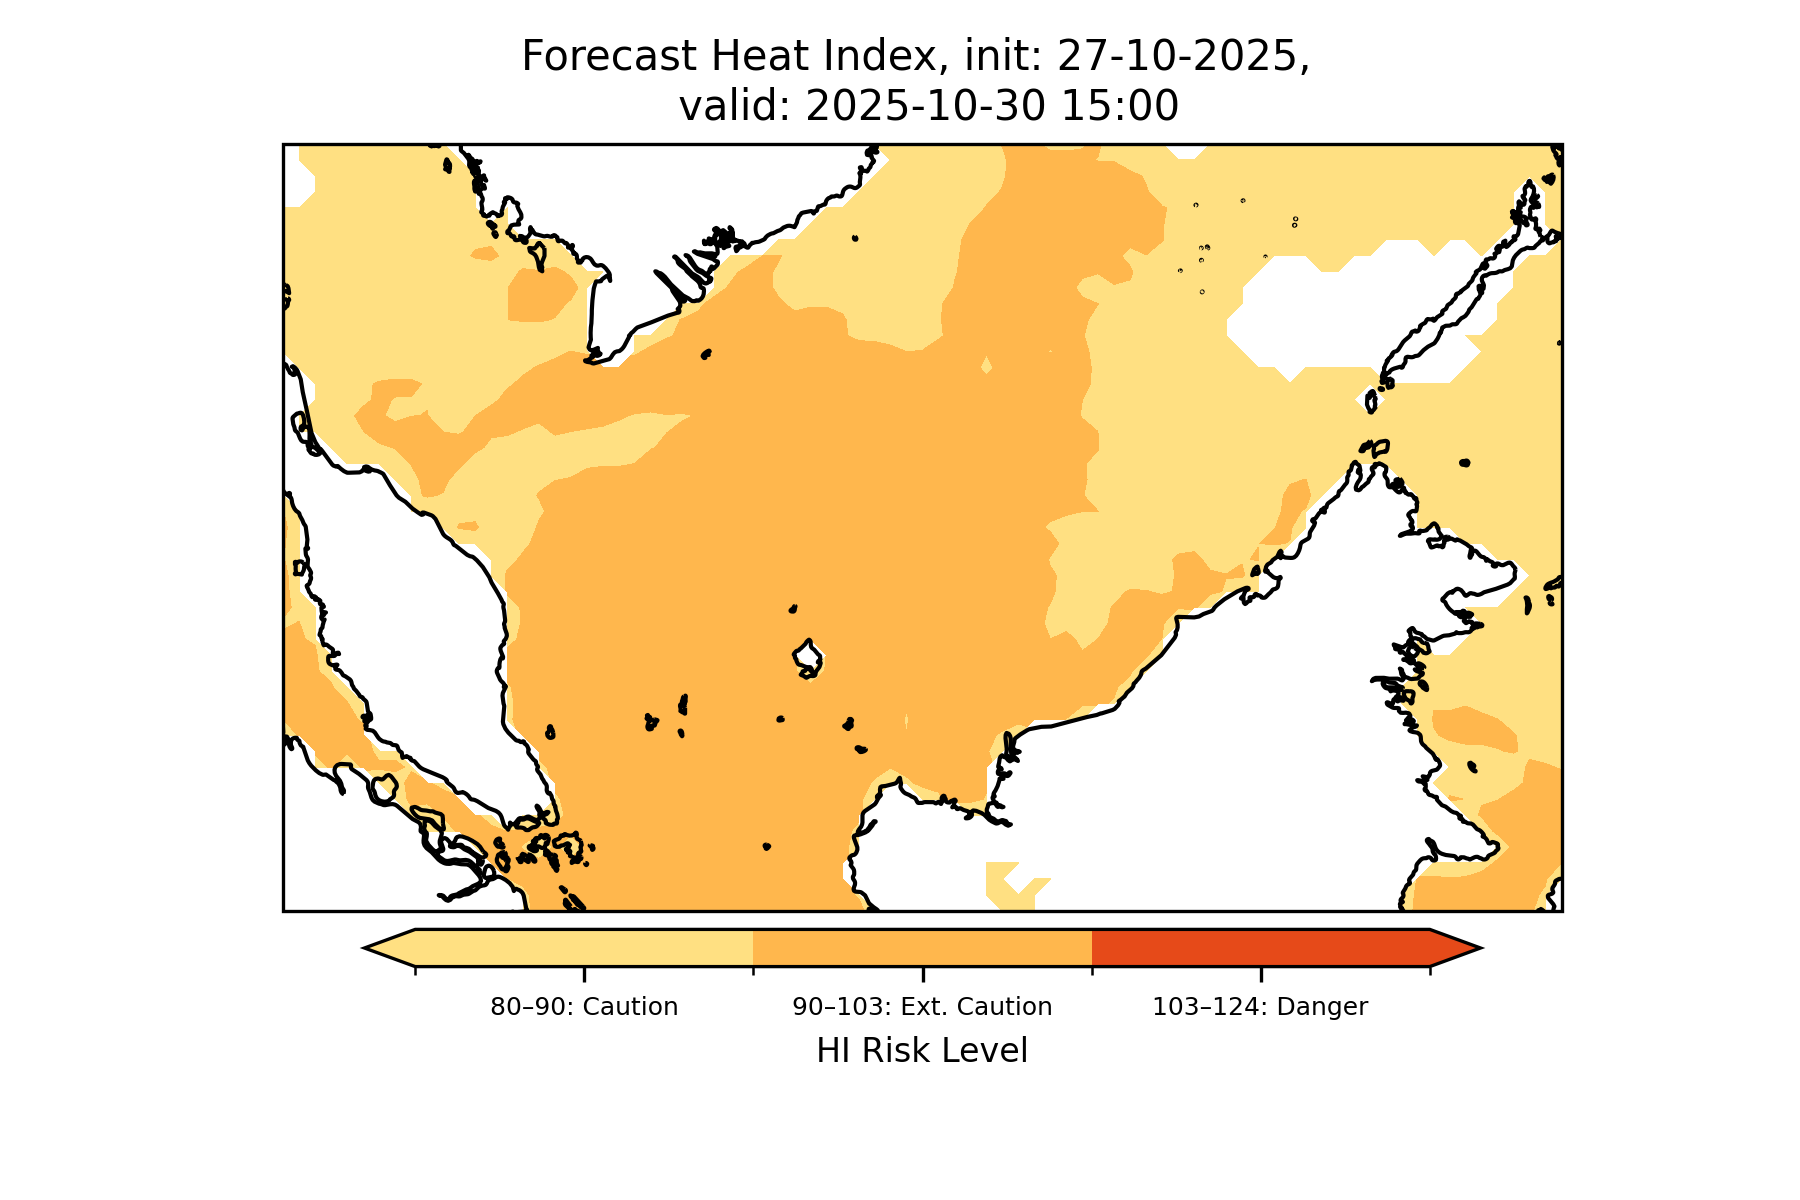 Forecast Heat Index, init: 27-10-2025,
valid: 2025-10-30 15:00
80–90: Caution
90–103: Ext. Caution
103–124: Danger
HI Risk Level